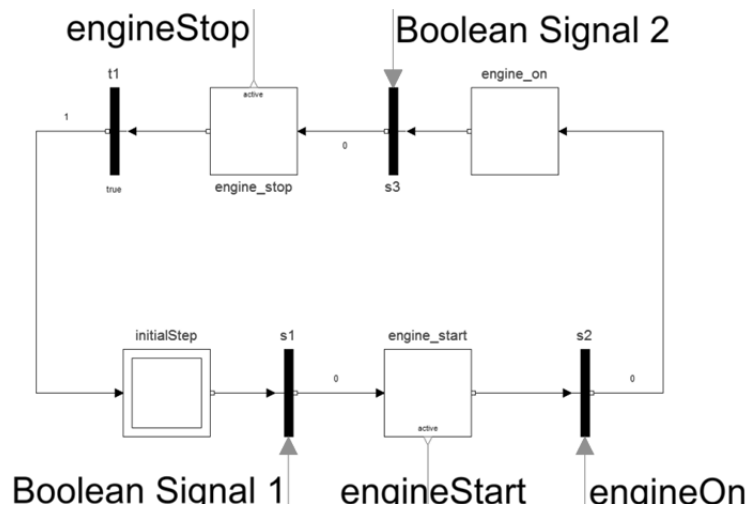 engineStop
Boolean Signal 2
t1
engine_on
active
1
0
true
engine_stop
s3
initialStep
s1
engine_start
s2
0
0
active
Boolean Signal 1
engineStart
engineOn